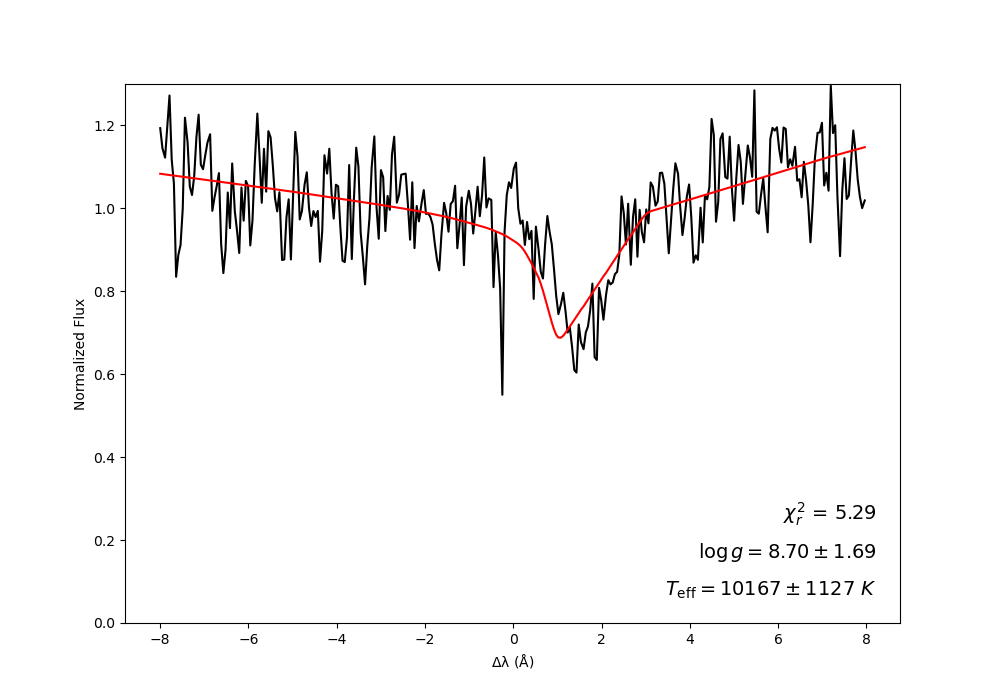 1.2
1.0
0.8
0.6
0.4
0.2
0.0
Normalized Flux
χ²ᵣ = 5.29
log g = 8.70 ± 1.69
T_eff = 10167 ± 1127 K
−8 −6 −4 −2 0 2 4 6 8
Δλ (Å)